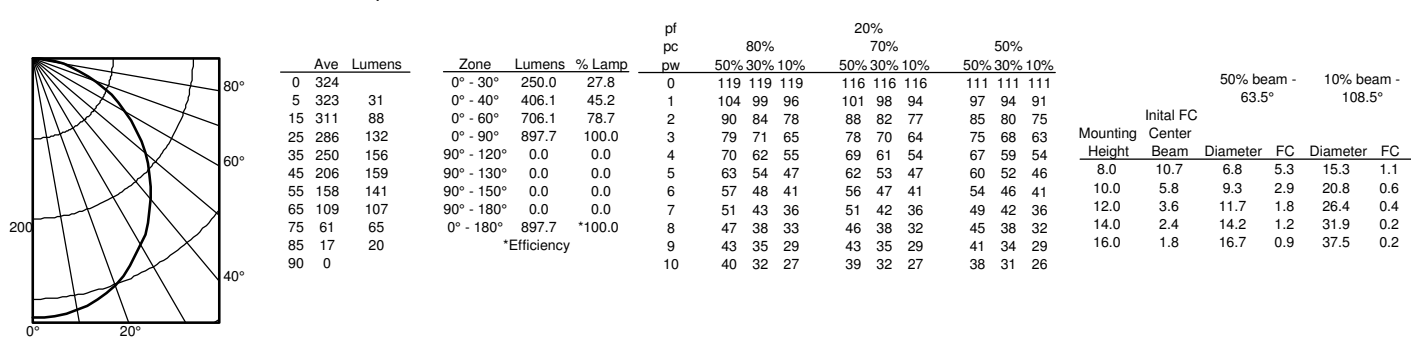 80°
60°
200
40°
0° 20°
Ave Lumens
0 324
5 323 31
15 311 88
25 286 132
35 250 156
45 206 159
55 158 141
65 109 107
75 61 65
85 17 20
90 0
Zone Lumens % Lamp
0° - 30° 250.0 27.8
0° - 40° 406.1 45.2
0° - 60° 706.1 78.7
0° - 90° 897.7 100.0
90° - 120° 0.0 0.0
90° - 130° 0.0 0.0
90° - 150° 0.0 0.0
90° - 180° 0.0 0.0
0° - 180° 897.7 *100.0
*Efficiency
pf 20%
pc 80% 70% 50%
pw 50% 30% 10% 50% 30% 10% 50% 30% 10%
0 119 119 119 116 116 116 111 111 111
1 104 99 96 101 98 94 97 94 91
2 90 84 78 88 82 77 85 80 75
3 79 71 65 78 70 64 75 68 63
4 70 62 55 69 61 54 67 59 54
5 63 54 47 62 53 47 60 52 46
6 57 48 41 56 47 41 54 46 41
7 51 43 36 51 42 36 49 42 36
8 47 38 33 46 38 32 45 38 32
9 43 35 29 43 35 29 41 34 29
10 40 32 27 39 32 27 38 31 26
50% beam - 10% beam -
63.5° 108.5°
Inital FC
Mounting Center
Height Beam Diameter FC Diameter FC
8.0 10.7 6.8 5.3 15.3 1.1
10.0 5.8 9.3 2.9 20.8 0.6
12.0 3.6 11.7 1.8 26.4 0.4
14.0 2.4 14.2 1.2 31.9 0.2
16.0 1.8 16.7 0.9 37.5 0.2